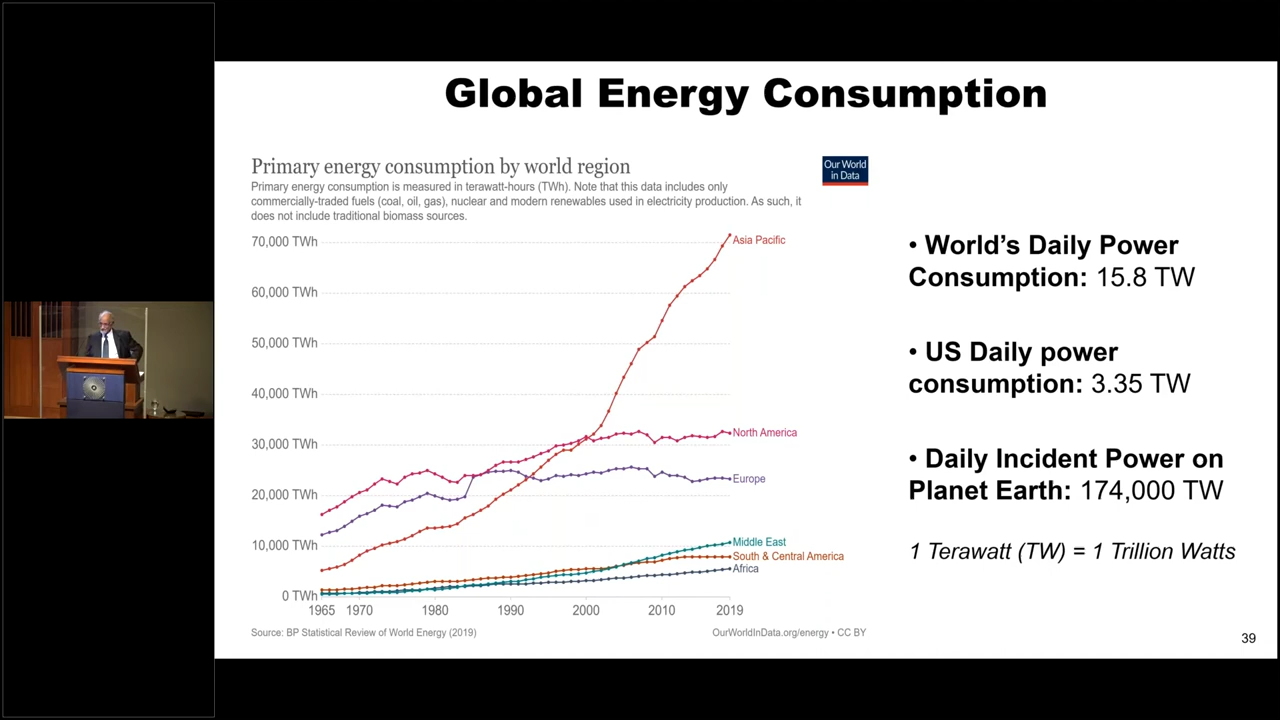 Global Energy Consumption
Primary energy consumption by world region
Our World
in Data
Primary energy consumption is measured in terawatt-hours (TWh). Note that this data includes only
commercially-traded fuels (coal, oil, gas), nuclear and modern renewables used in electricity production. As such, it
does not include traditional biomass sources.
70,000 TWh
Asia Pacific
60,000 TWh
50,000 TWh
40,000 TWh
30,000 TWh
North America
20,000 TWh
Europe
10,000 TWh
Middle East
South & Central America
Africa
0 TWh
1965 1970 1980 1990 2000 2010 2019
Source: BP Statistical Review of World Energy (2019)
OurWorldInData.org/energy • CC BY
• World’s Daily Power
Consumption: 15.8 TW
• US Daily power
consumption: 3.35 TW
• Daily Incident Power on
Planet Earth: 174,000 TW
1 Terawatt (TW) = 1 Trillion Watts
39